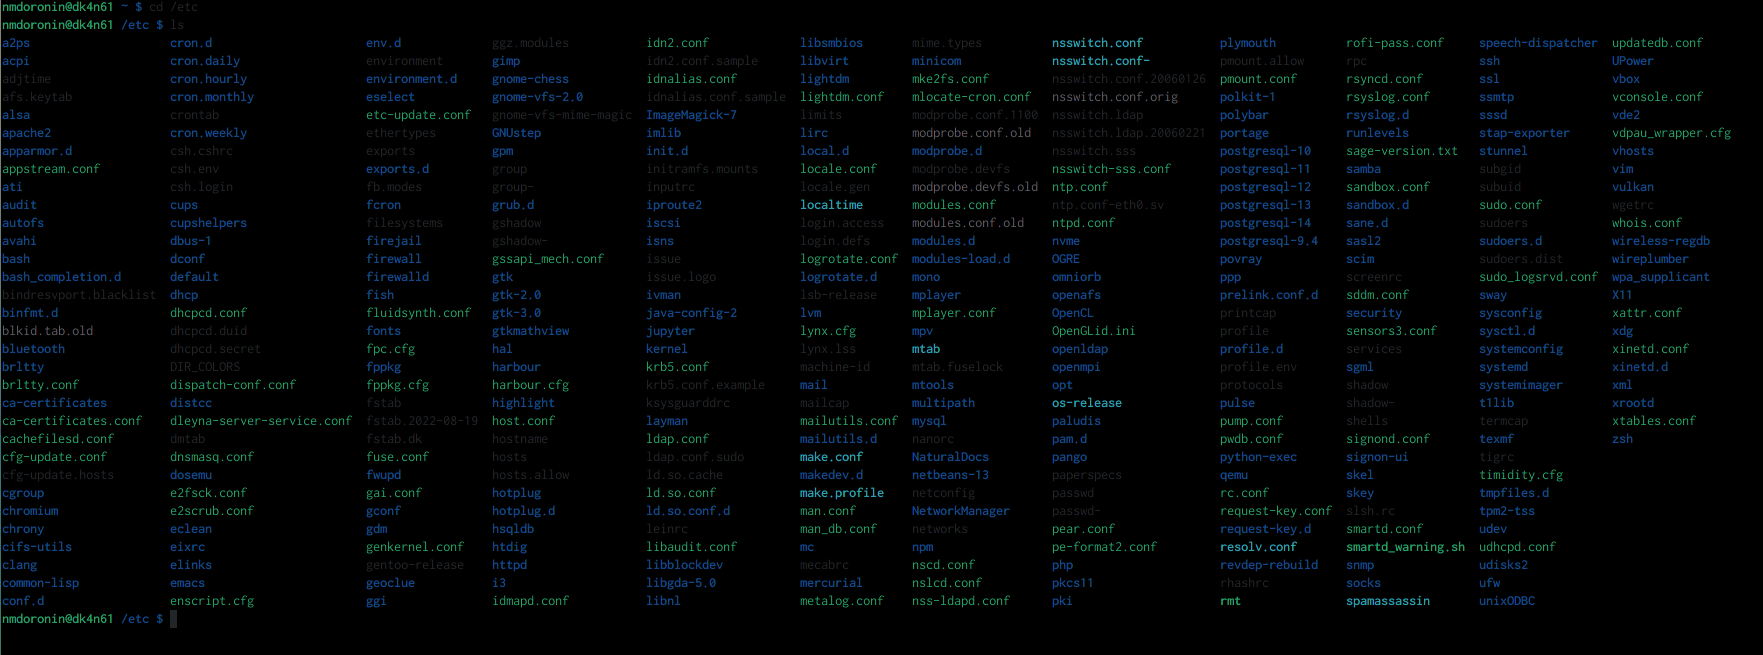 nmdoronin@dk4n61 ~ $ cd /etc
nmdoronin@dk4n61 /etc $ ls
a2ps cron.d env.d ggz.modules idn2.conf libsmbios mime.types nsswitch.conf plymouth rofi-pass.conf speech-dispatcher updatedb.conf
acpi cron.daily environment gimp idn2.conf.sample libvirt minicom nsswitch.conf~ pmount.allow rpc ssh UPower
adjtime cron.hourly environment.d gnome-chess idnalias.conf lightdm mke2fs.conf nsswitch.conf.20060126 pmount.conf rsyncd.conf ssl vbox
afs.keytab cron.monthly eselect gnome-vfs-2.0 idnalias.conf.sample lightdm.conf mlocate-cron.conf nsswitch.conf.orig polkit-1 rsyslog.conf ssmtp vconsole.conf
alsa crontab etc-update.conf gnome-vfs-mime-magic ImageMagick-7 limits modprobe.conf.1100 nsswitch.ldap polybar rsyslog.d sssd vde2
apache2 cron.weekly ethertypes GNUstep imlib lirc modprobe.conf.old nsswitch.ldap.20060221 portage runlevels stap-exporter vdpau_wrapper.cfg
apparmor.d csh.cshrc exports gpm init.d local.d modprobe.d nsswitch.sss postgresql-10 sage-version.txt stunnel vhosts
appstream.conf csh.env exports.d group initramfs.mounts locale.conf modprobe.devfs nsswitch-sss.conf postgresql-11 samba subgid vim
ati csh.login fb.modes group- inputrc locale.gen modprobe.devfs.old ntp.conf postgresql-12 sandbox.conf subuid vulkan
audit cups fcron grub.d iproute2 localtime modules.conf ntp.conf-eth0.sv postgresql-13 sandbox.d sudo.conf wgetrc
autofs cupshelpers filesystems gshadow iscsi login.access modules.conf.old ntpd.conf postgresql-14 sane.d sudoers whois.conf
avahi dbus-1 firejail gshadow- isns login.defs modules.d nvme postgresql-9.4 sasl2 sudoers.d wireless-regdb
bash dconf firewall gssapi_mech.conf issue logrotate.conf modules-load.d OGRE povray scim sudoers.dist wireplumber
bash_completion.d default firewalld gtk issue.logo logrotate.d mono omniorb ppp screenrc sudo_logsrvd.conf wpa_supplicant
bindresvport.blacklist dhcp fish gtk-2.0 ivman lsb-release mplayer openafs prelink.conf.d sddm.conf sway X11
binfmt.d dhcpcd.conf fluidsynth.conf gtk-3.0 java-config-2 lvm mplayer.conf OpenCL printcap security sysconfig xattr.conf
blkid.tab.old dhcpcd.duid fonts gtkmathview jupyter lynx.cfg mpv OpenGLid.ini profile sensors3.conf sysctl.d xdg
bluetooth dhcpcd.secret fpc.cfg hal kernel lynx.lss mtab openldap profile.d services systemconfig xinetd.conf
brltty DIR_COLORS fppkg harbour krb5.conf machine-id mtab.fuselock openmpi profile.env sgml systemd xinetd.d
brltty.conf dispatch-conf.conf fppkg.cfg harbour.cfg krb5.conf.example mail mtools opt protocols shadow systemimager xml
ca-certificates distcc fstab highlight ksysguarddrc mailcap multipath os-release pulse shadow- t1lib xrootd
ca-certificates.conf dleyna-server-service.conf fstab.2022-08-19 host.conf layman mailutils.conf mysql paludis pump.conf shells termcap xtables.conf
cachefilesd.conf dmtab fstab.dk hostname ldap.conf mailutils.d nanorc pam.d pwdb.conf signond.conf texmf zsh
cfg-update.conf dnsmasq.conf fuse.conf hosts ldap.conf.sudo make.conf NaturalDocs pango python-exec signon-ui tigrc
cfg-update.hosts dosemu fwupd hosts.allow ld.so.cache makedev.d netbeans-13 paperspecs qemu skel timidity.cfg
cgroup e2fsck.conf gai.conf hotplug ld.so.conf make.profile netconfig passwd rc.conf skey tmpfiles.d
chromium e2scrub.conf gconf hotplug.d ld.so.conf.d man.conf NetworkManager passwd- request-key.conf slsh.rc tpm2-tss
chrony eclean gdm hsqldb leinrc man_db.conf networks pear.conf request-key.d smartd.conf udev
cifs-utils eixrc genkernel.conf htdig libaudit.conf mc npm pe-format2.conf resolv.conf smartd_warning.sh udhcpd.conf
clang elinks gentoo-release httpd libblockdev mecabrc nscd.conf php revdep-rebuild snmp udisks2
common-lisp emacs geoclue i3 libgda-5.0 mercurial nslcd.conf pkcs11 rhashrc socks ufw
conf.d enscript.cfg ggi idmapd.conf libnl metalog.conf nss-ldapd.conf pki rmt spamassassin unixODBC
nmdoronin@dk4n61 /etc $